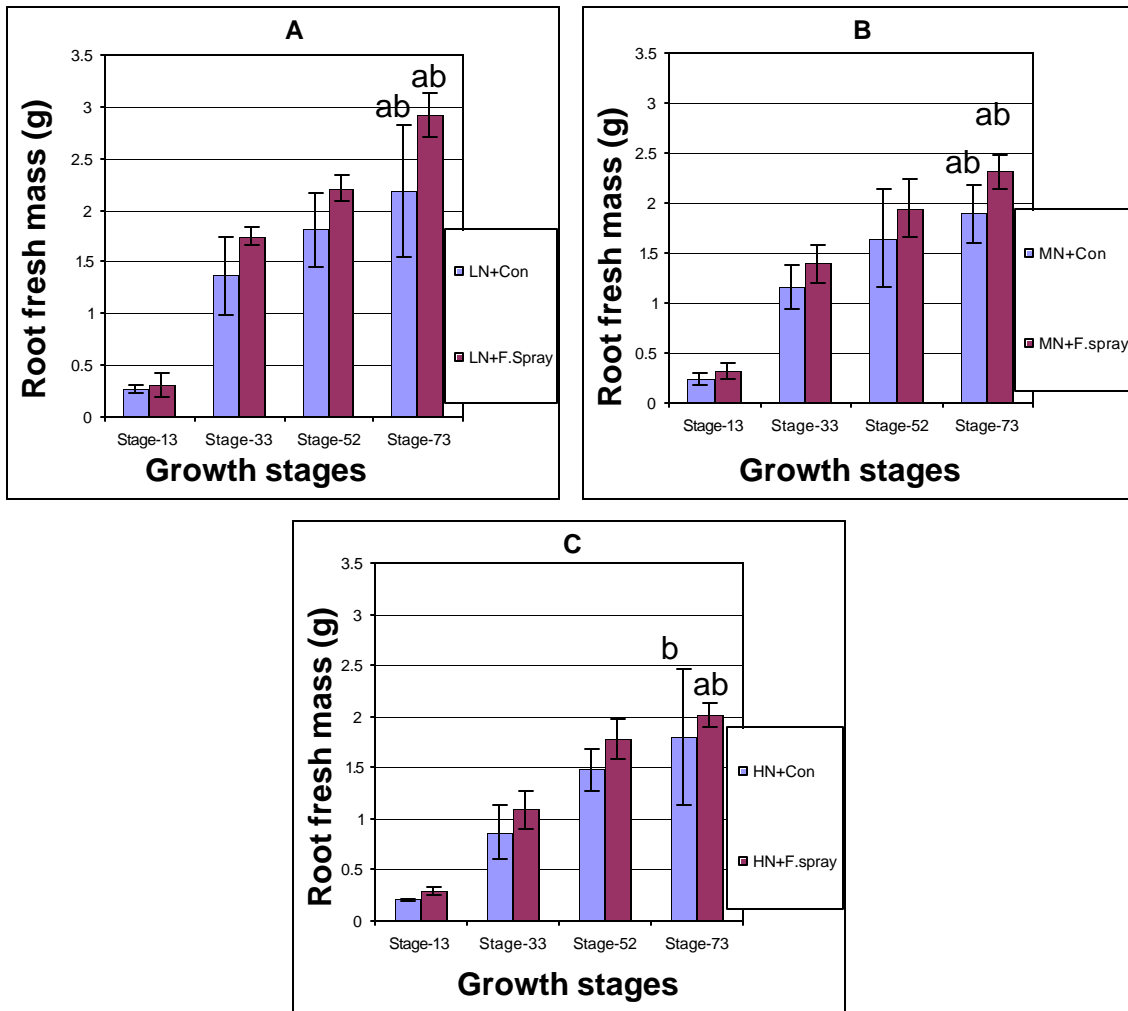 A
Root fresh mass (g)
3.5
3
2.5
2
1.5
1
0.5
0
ab
ab
Stage-13 Stage-33 Stage-52 Stage-73
Growth stages
LN+Con
LN+F.Spray
B
Root fresh mass (g)
3.5
3
2.5
2
1.5
1
0.5
0
ab
ab
Stage-13 Stage-33 Stage-52 Stage-73
Growth stages
MN+Con
MN+F.spray
C
Root fresh mass (g)
3.5
3
2.5
2
1.5
1
0.5
0
b
ab
Stage-13 Stage-33 Stage-52 Stage-73
Growth stages
HN+Con
HN+F.spray